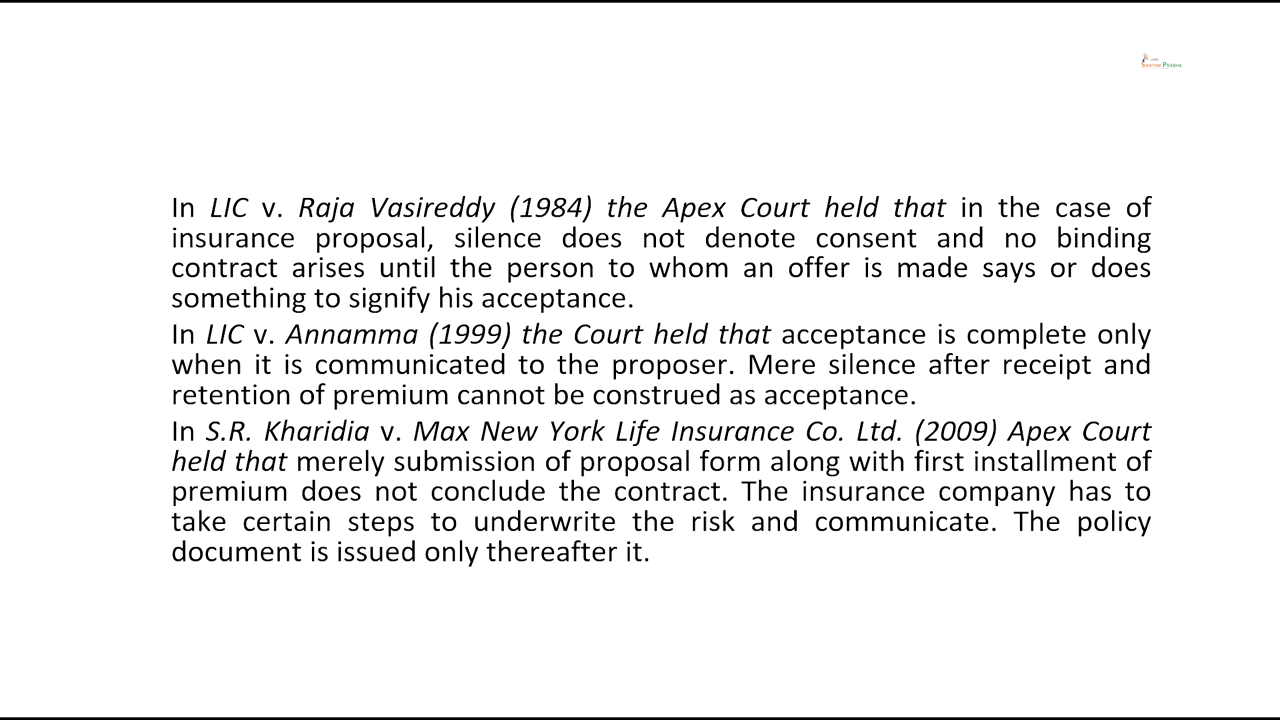 SWAYAM PRABHA
In LIC v. Raja Vasireddy (1984) the Apex Court held that in the case of
insurance proposal, silence does not denote consent and no binding
contract arises until the person to whom an offer is made says or does
something to signify his acceptance.
In LIC v. Annamma (1999) the Court held that acceptance is complete only
when it is communicated to the proposer. Mere silence after receipt and
retention of premium cannot be construed as acceptance.
In S.R. Kharidia v. Max New York Life Insurance Co. Ltd. (2009) Apex Court
held that merely submission of proposal form along with first installment of
premium does not conclude the contract. The insurance company has to
take certain steps to underwrite the risk and communicate. The policy
document is issued only thereafter it.